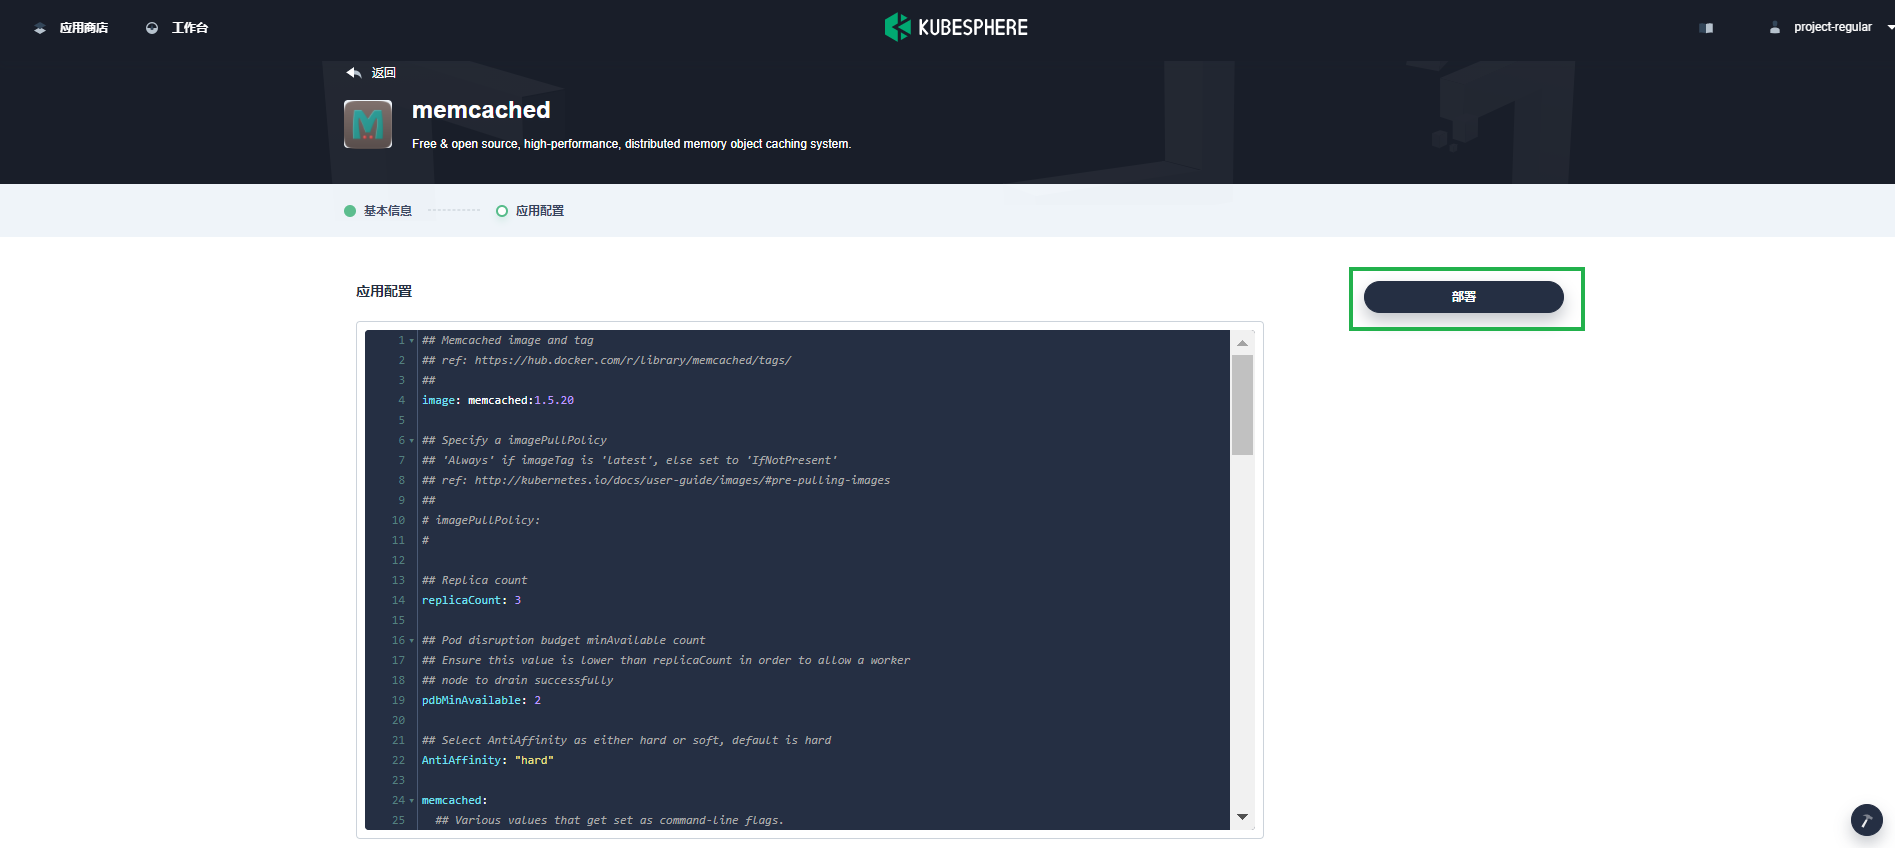 应用商店 工作台 KUBESPHERE project-regular
返回
memcached
Free & open source, high-performance, distributed memory object caching system.
基本信息 应用配置
应用配置
部署
1 ## Memcached image and tag
2 ## ref: https://hub.docker.com/r/library/memcached/tags/
3 ##
4 image: memcached:1.5.20
5
6 ## Specify a imagePullPolicy
7 ## 'Always' if imageTag is 'latest', else set to 'IfNotPresent'
8 ## ref: http://kubernetes.io/docs/user-guide/images/#pre-pulling-images
9 ##
10 # imagePullPolicy:
11 #
12
13 ## Replica count
14 replicaCount: 3
15
16 ## Pod disruption budget minAvailable count
17 ## Ensure this value is lower than replicaCount in order to allow a worker
18 ## node to drain successfully
19 pdbMinAvailable: 2
20
21 ## Select AntiAffinity as either hard or soft, default is hard
22 AntiAffinity: "hard"
23
24 memcached:
25 ## Various values that get set as command-line flags.